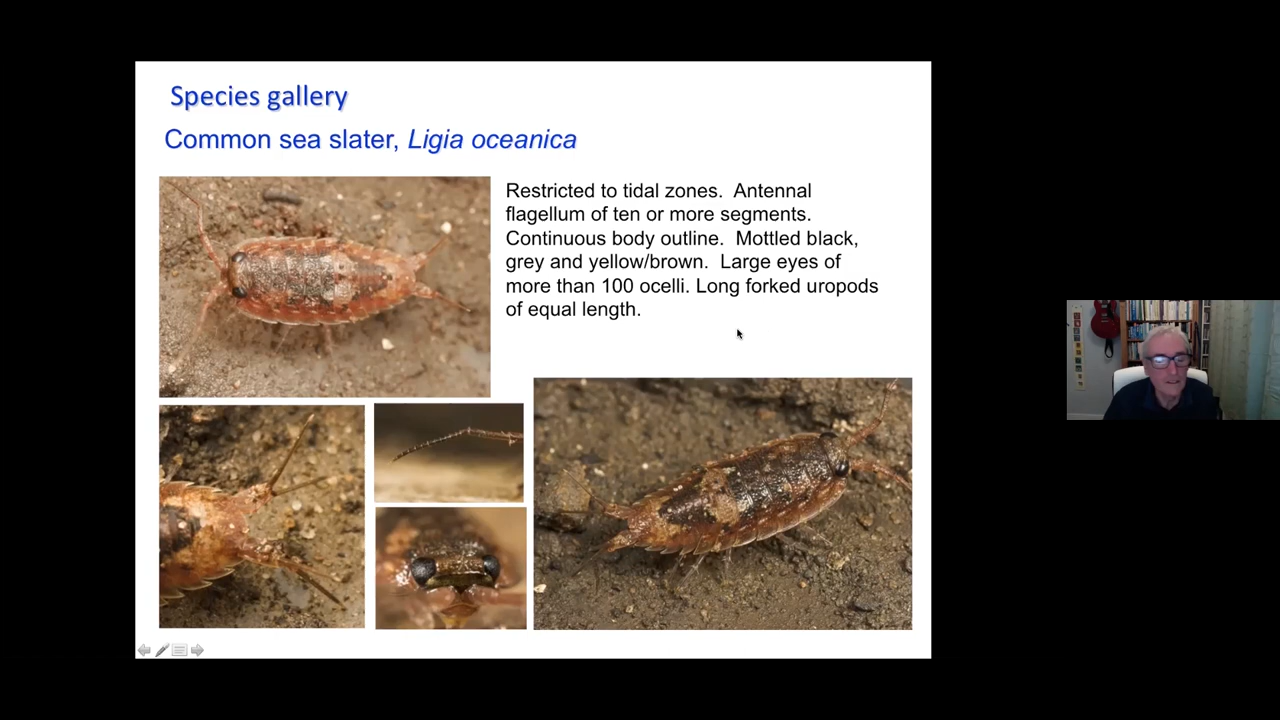 Species gallery
Common sea slater, Ligia oceanica
Restricted to tidal zones.  Antennal
flagellum of ten or more segments.
Continuous body outline.  Mottled black,
grey and yellow/brown.  Large eyes of
more than 100 ocelli. Long forked uropods
of equal length.